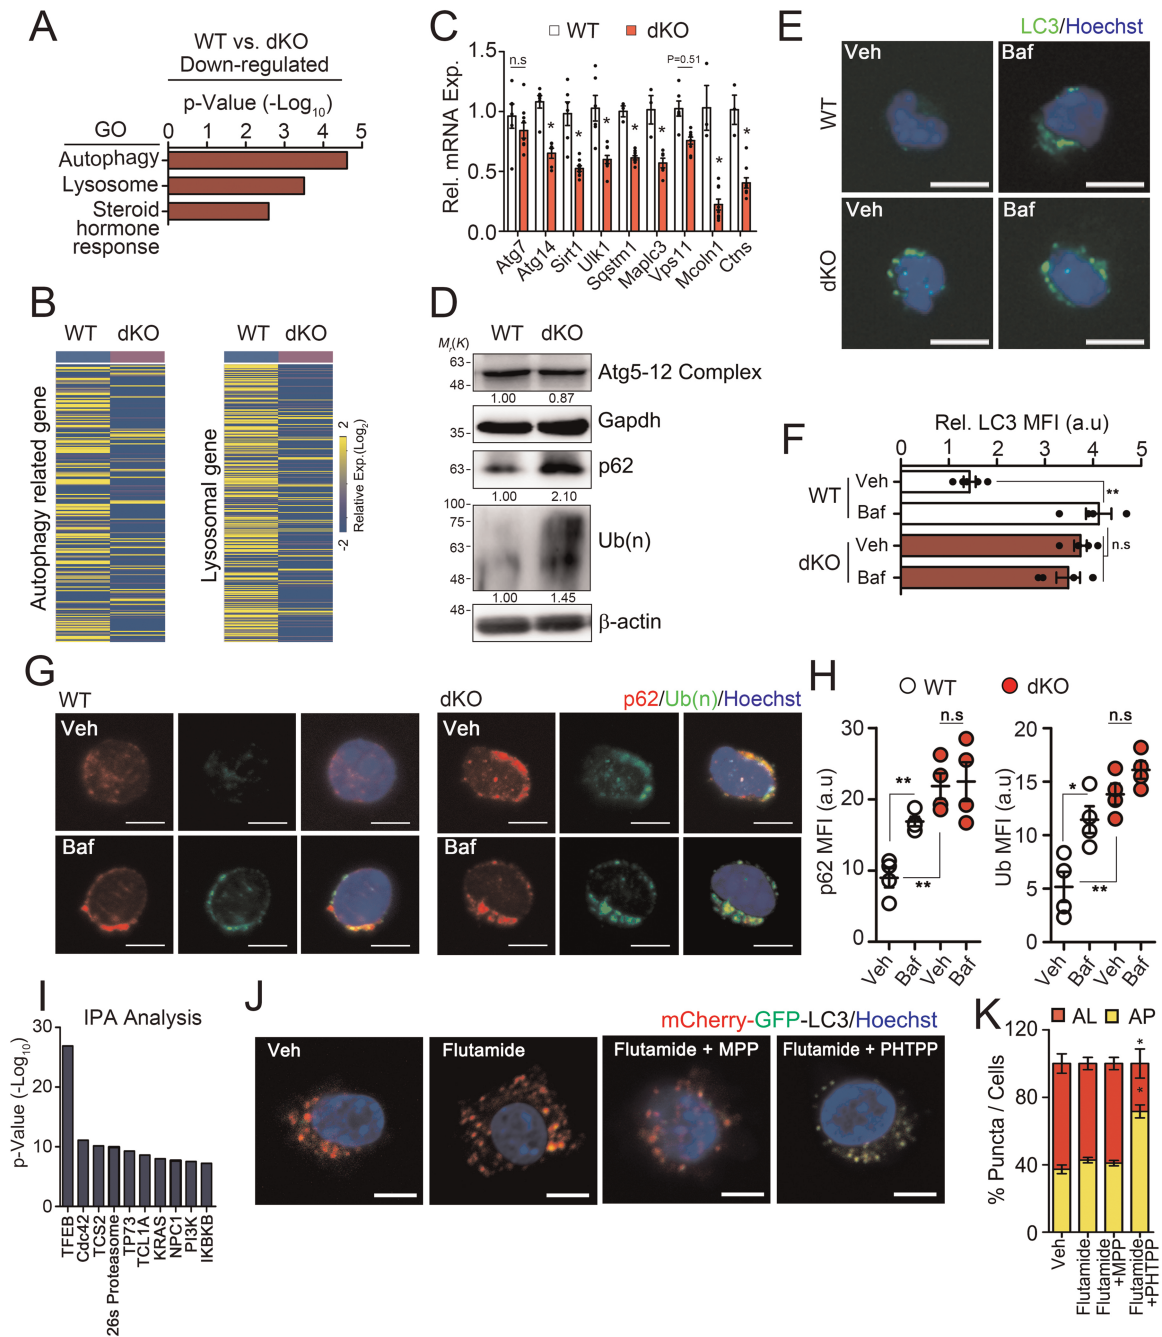 A
WT vs. dKO
Down-regulated
p-Value (-Log10)
GO
0 1 2 3 4 5
Autophagy
Lysosome
Steroid
hormone
response
B
WT dKO
WT dKO
Autophagy related gene
Lysosomal gene
-2 2
Relative Exp.(Log2)
C
WT dKO
Rel. mRNA Exp.
1.5
1.0
0.5
0.0
n.s
*
*
*
*
*
P=0.51
*
*
Atg7
Atg14
Sirt1
Ulk1
Sqstm1
Maplc3
Vps11
Mcoln1
Ctns
D
WT dKO
Mr(K)
63
48
Atg5-12 Complex
1.00 0.87
35
Gapdh
63
p62
1.00 2.10
100
75
63
48
Ub(n)
1.00 1.45
48
β-actin
E
LC3/Hoechst
WT
Veh
Baf
dKO
Veh
Baf
F
Rel. LC3 MFI (a.u)
0 1 2 3 4 5
WT
Veh
Baf
dKO
Veh
Baf
**
n.s
G
WT
dKO
p62/Ub(n)/Hoechst
Veh
Veh
Baf
Baf
H
WT dKO
p62 MFI (a.u)
30
20
10
0
**
**
n.s
Veh
Baf
Veh
Baf
Ub MFI (a.u)
20
15
10
5
0
*
**
n.s
Veh
Baf
Veh
Baf
I
IPA Analysis
p-Value (-Log10)
30
20
10
0
TFEB
Cdc42
TCS2
26s Proteasome
TP73
TCL1A
KRAS
NPC1
PI3K
IKBKB
J
mCherry-GFP-LC3/Hoechst
Veh
Flutamide
Flutamide + MPP
Flutamide + PHTPP
K
AL AP
% Puncta / Cells
120
80
40
0
*
*
Veh
Flutamide
Flutamide
+MPP
Flutamide
+PHTPP